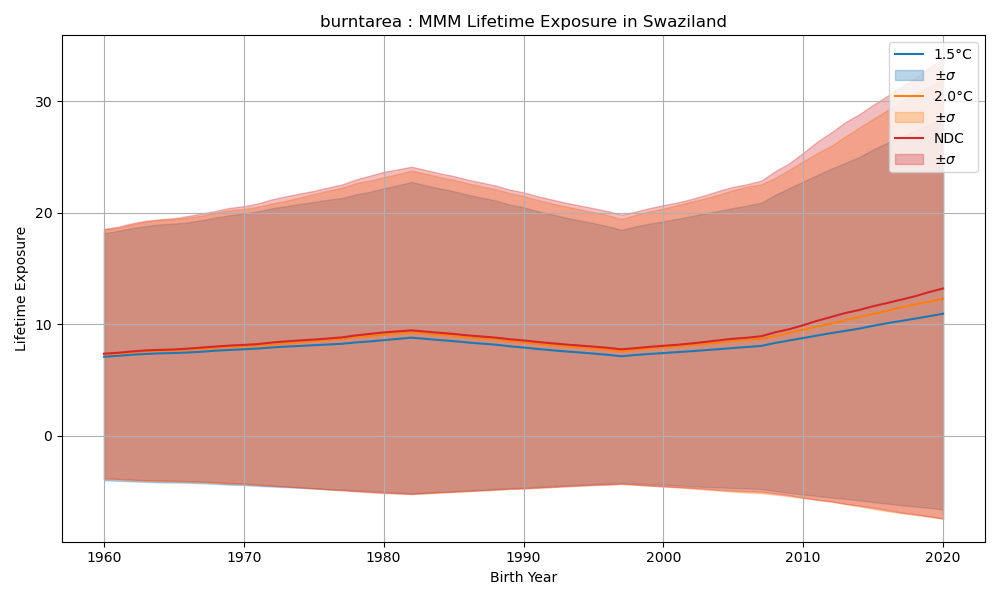 burntarea : MMM Lifetime Exposure in Swaziland
1.5°C
±σ
2.0°C
±σ
NDC
±σ
Lifetime Exposure
30
20
10
0
1960 1970 1980 1990 2000 2010 2020
Birth Year